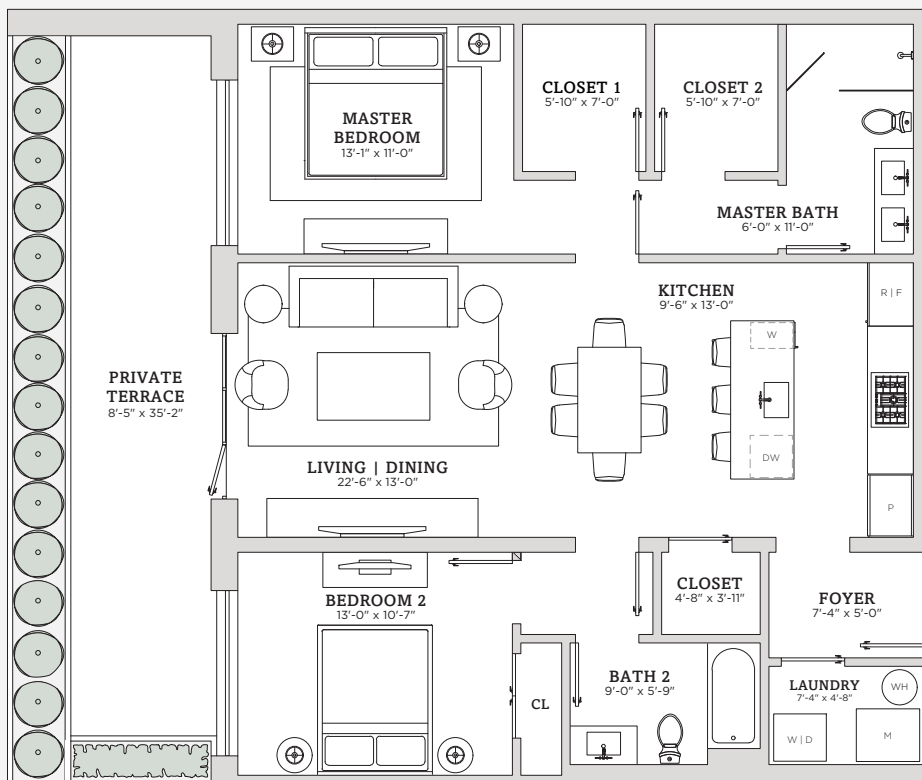 CLOSET 1
5'-10" x 7'-0"
CLOSET 2
5'-10" x 7'-0"
MASTER
BEDROOM
13'-1" x 11'-0"
MASTER BATH
6'-0" x 11'-0"
KITCHEN
9'-6" x 13'-0"
R|F
W
PRIVATE
TERRACE
8'-5" x 35'-2"
LIVING | DINING
22'-6" x 13'-0"
DW
P
CLOSET
4'-8" x 3'-11"
BEDROOM 2
13'-0" x 10'-7"
FOYER
7'-4" x 5'-0"
BATH 2
9'-0" x 5'-9"
LAUNDRY
7'-4" x 4'-8"
WH
CL
W|D
M